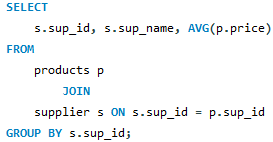 SELECT
s.sup_id, s.sup_name, AVG(p.price)
FROM
products p
JOIN
supplier s ON s.sup_id = p.sup_id
GROUP BY s.sup_id;